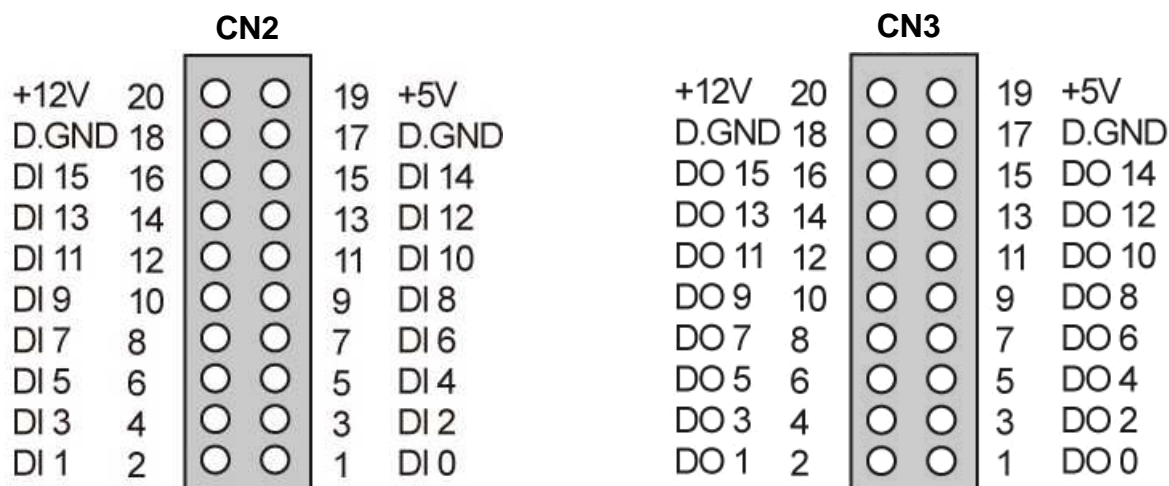 CN2 CN3
+12V 20 19 +5V +12V 20 19 +5V
D.GND 18 17 D.GND D.GND 18 17 D.GND
DI 15 16 15 DI 14 DO 15 16 15 DO 14
DI 13 14 13 DI 12 DO 13 14 13 DO 12
DI 11 12 11 DI 10 DO 11 12 11 DO 10
DI 9 10 9 DI 8 DO 9 10 9 DO 8
DI 7 8 7 DI 6 DO 7 8 7 DO 6
DI 5 6 5 DI 4 DO 5 6 5 DO 4
DI 3 4 3 DI 2 DO 3 4 3 DO 2
DI 1 2 1 DI 0 DO 1 2 1 DO 0